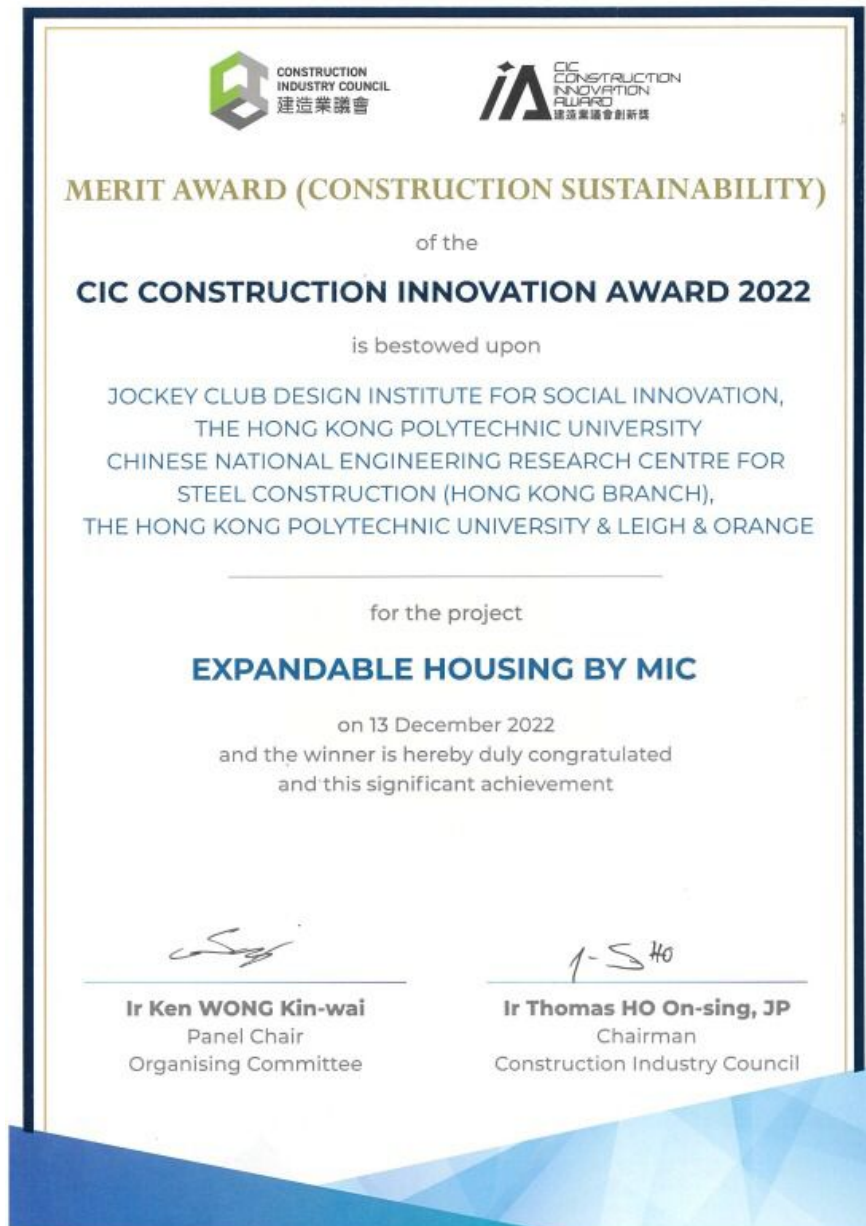 CONSTRUCTION
INDUSTRY COUNCIL
建造業議會
CIC
CONSTRUCTION
INNOVATION
AWARD
建造業議會創新獎
MERIT AWARD (CONSTRUCTION SUSTAINABILITY)
of the
CIC CONSTRUCTION INNOVATION AWARD 2022
is bestowed upon
JOCKEY CLUB DESIGN INSTITUTE FOR SOCIAL INNOVATION,
THE HONG KONG POLYTECHNIC UNIVERSITY
CHINESE NATIONAL ENGINEERING RESEARCH CENTRE FOR
STEEL CONSTRUCTION (HONG KONG BRANCH),
THE HONG KONG POLYTECHNIC UNIVERSITY & LEIGH & ORANGE
for the project
EXPANDABLE HOUSING BY MIC
on 13 December 2022
and the winner is hereby duly congratulated
and this significant achievement
Ir Ken WONG Kin-wai
Panel Chair
Organising Committee
Ir Thomas HO On-sing, JP
Chairman
Construction Industry Council